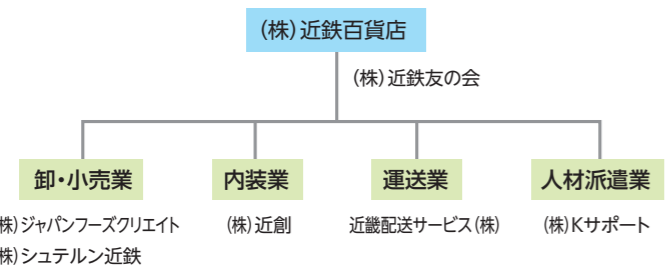 (株)近鉄百貨店
(株)近鉄友の会
卸・小売業
内装業
運送業
人材派遣業
株)ジャパンフーズクリエイト
(株)近創
近畿配送サービス(株)
(株)Kサポート
株)シュテルン近鉄